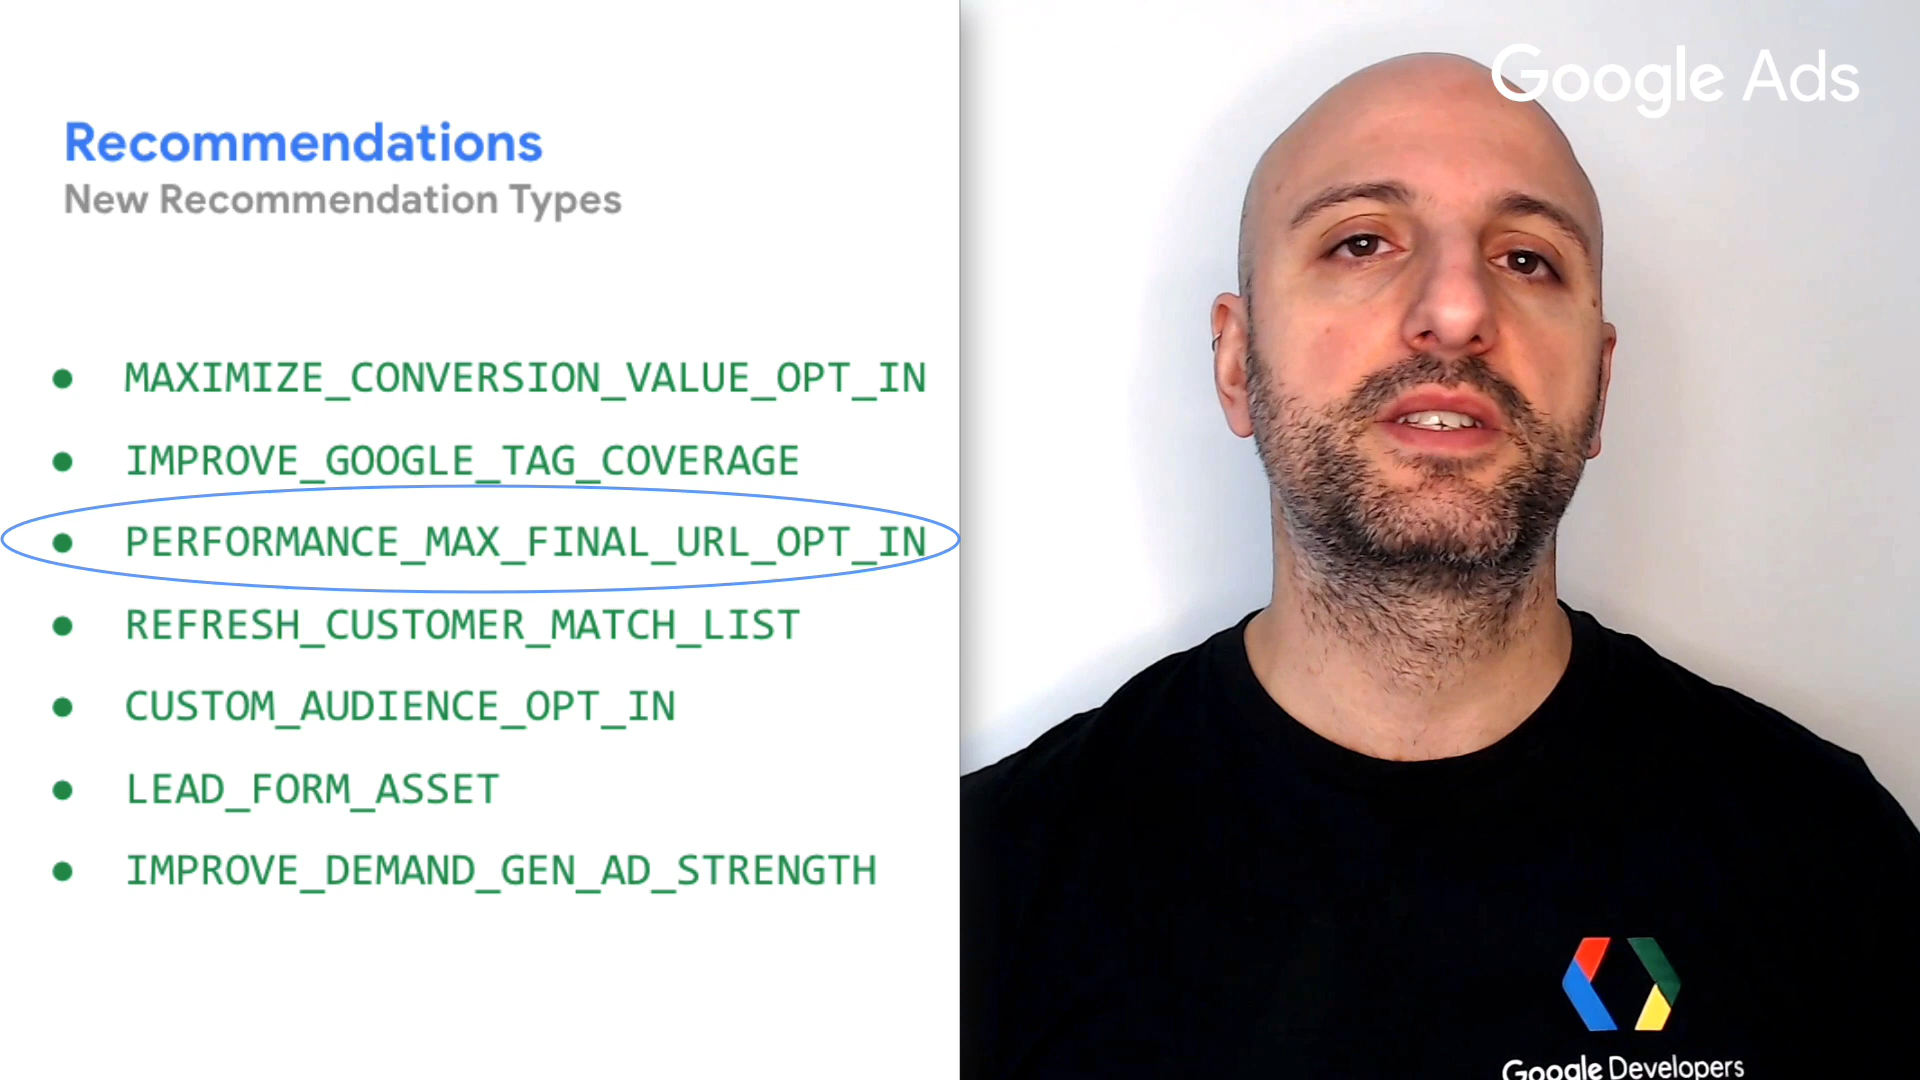 Recommendations
New Recommendation Types
MAXIMIZE_CONVERSION_VALUE_OPT_IN
IMPROVE_GOOGLE_TAG_COVERAGE
PERFORMANCE_MAX_FINAL_URL_OPT_IN
REFRESH_CUSTOMER_MATCH_LIST
CUSTOM_AUDIENCE_OPT_IN
LEAD_FORM_ASSET
IMPROVE_DEMAND_GEN_AD_STRENGTH
Google Ads
Google Developers